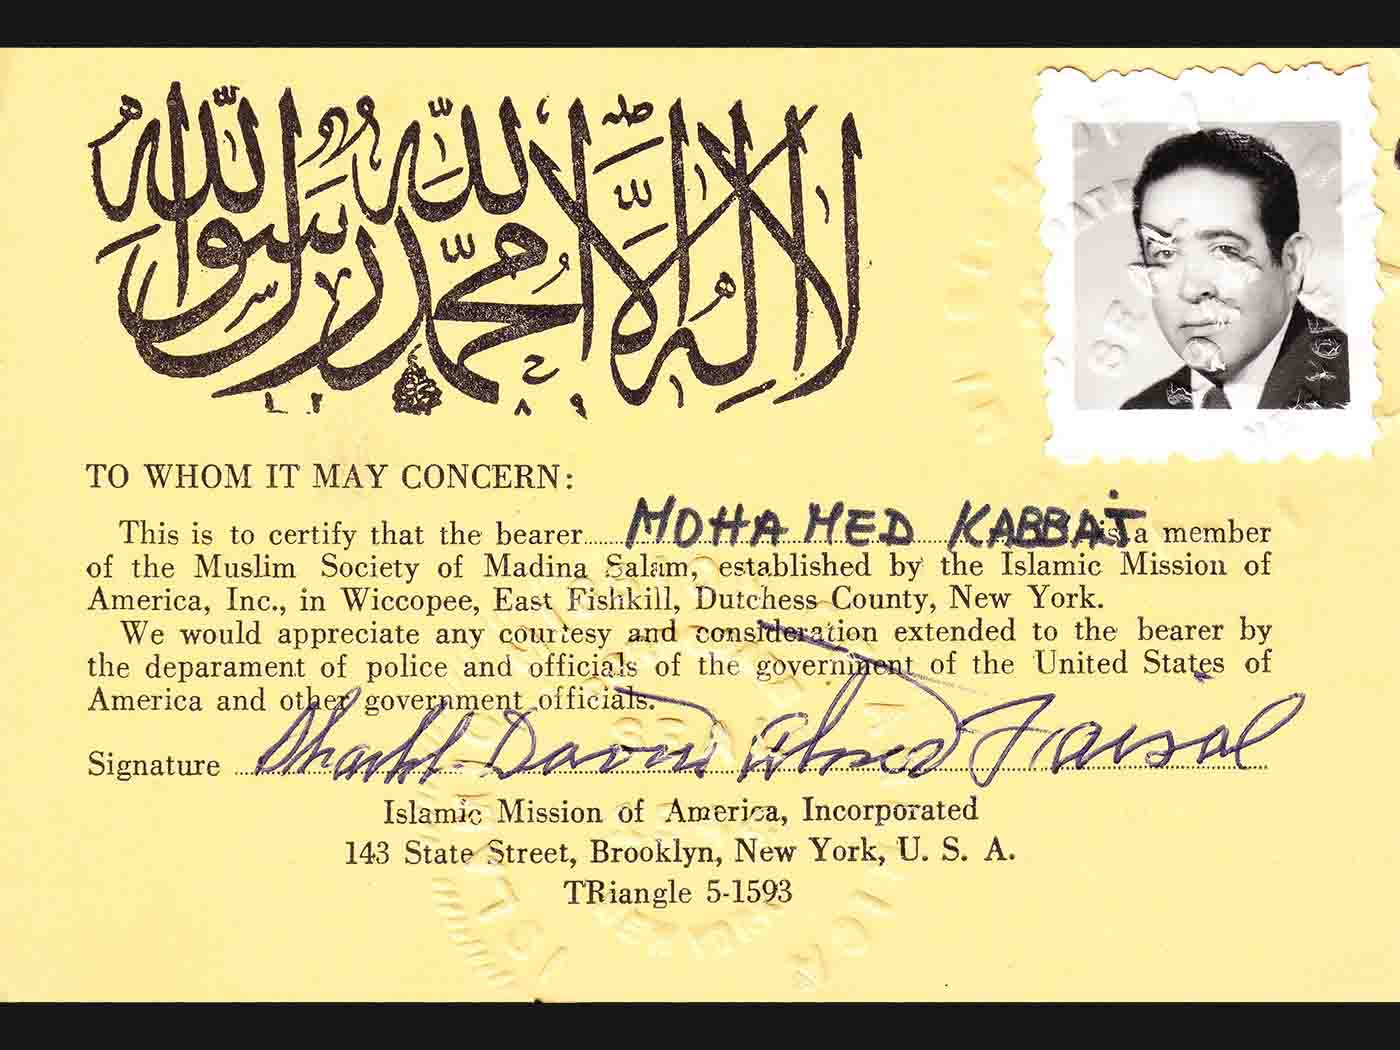 لا اله الا الله محمد رسول الله
TO WHOM IT MAY CONCERN:
This is to certify that the bearer MOHAMED KABBAJ is a member
of the Muslim Society of Madina Salam, established by the Islamic Mission of
America, Inc., in Wiccopee, East Fishkill, Dutchess County, New York.
We would appreciate any courtesy and consideration extended to the bearer by
the deparament of police and officials of the government of the United States of
America and other government officials.
Signature Sheikh Daoud Ahmed Faisal
Islamic Mission of America, Incorporated
143 State Street, Brooklyn, New York, U. S. A.
TRiangle 5-1593